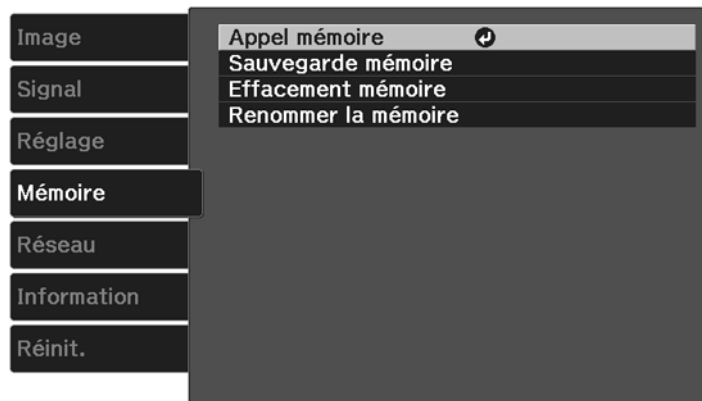 Image
Signal
Réglage
Mémoire
Réseau
Information
Réinit.
Appel mémoire
Sauvegarde mémoire
Effacement mémoire
Renommer la mémoire